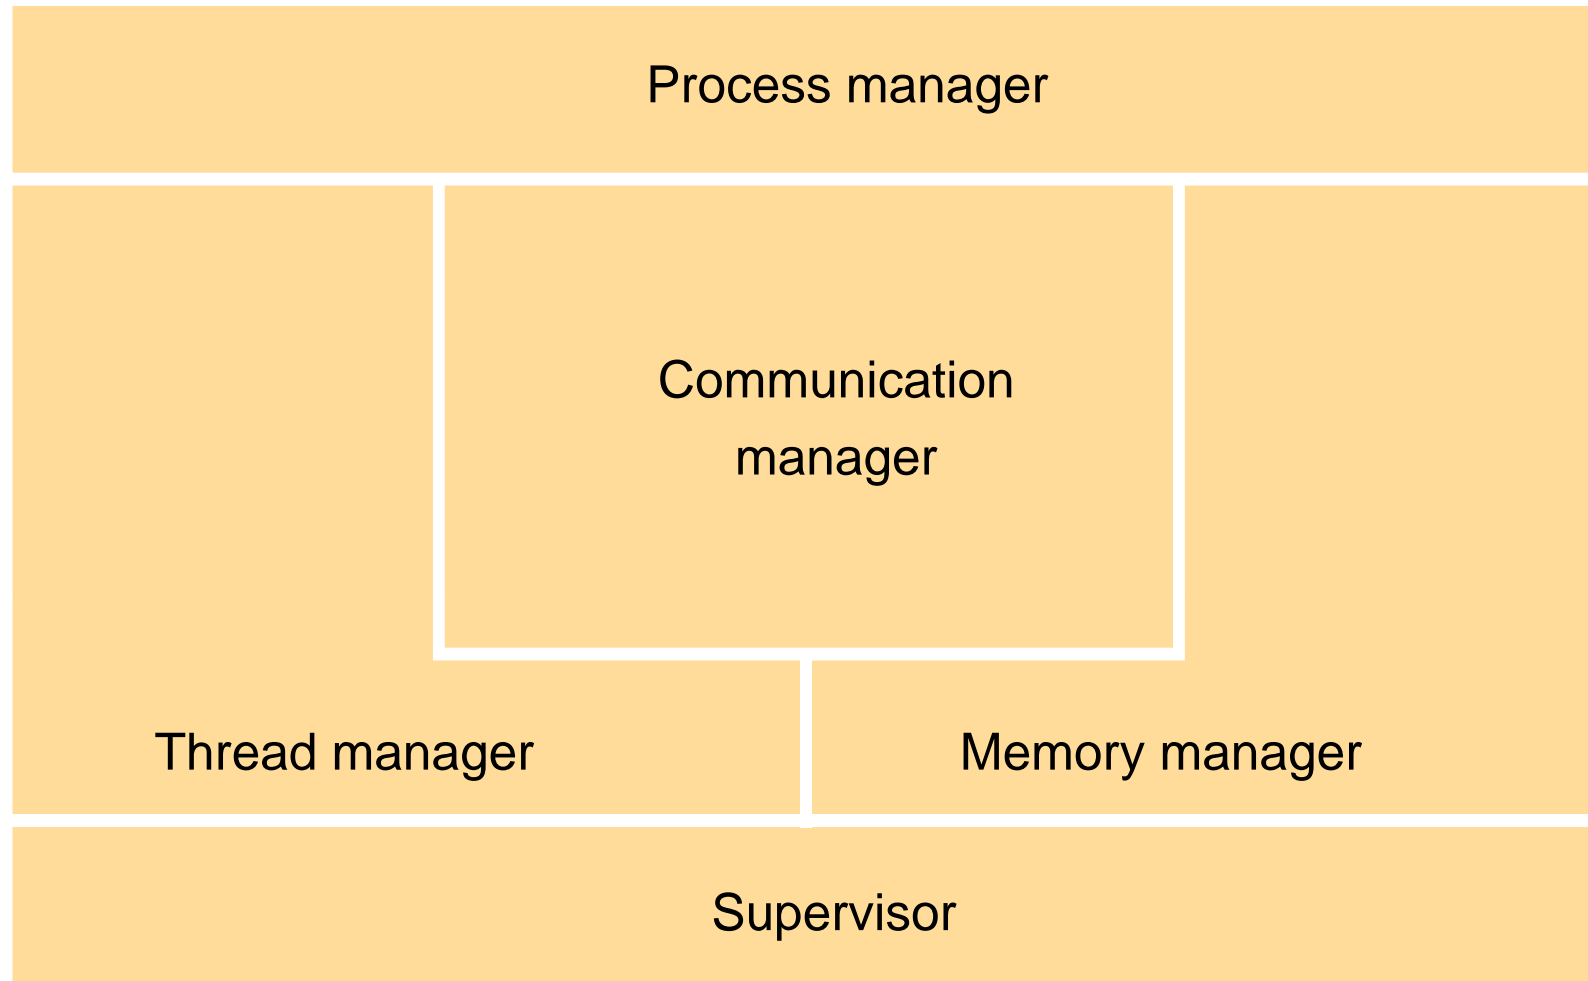 Process manager
Communication
manager
Thread manager
Memory manager
Supervisor